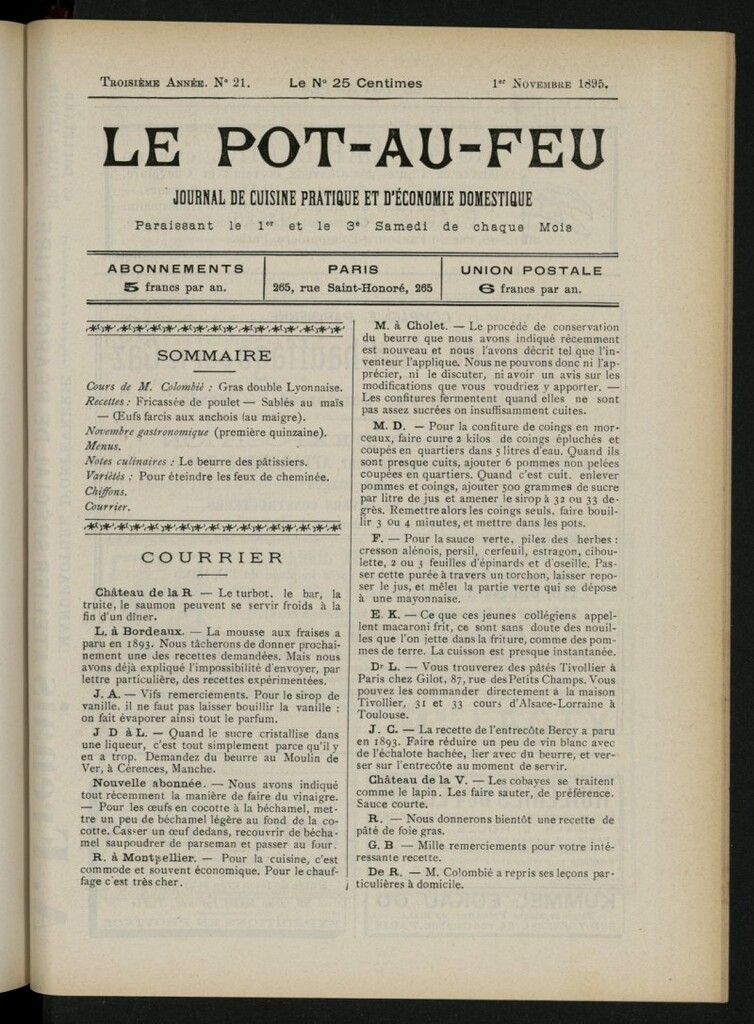 Troisième Année. N° 21. Le N° 25 Centimes 1er Novembre 1895.
LE POT-AU-FEU
JOURNAL DE CUISINE PRATIQUE ET D'ÉCONOMIE DOMESTIQUE
Paraissant le 1er et le 3e Samedi de chaque Mois
ABONNEMENTS
5 francs par an.
PARIS
265, rue Saint-Honoré, 265
UNION POSTALE
6 francs par an.
SOMMAIRE
Cours de M. Colombié : Gras double Lyonnaise.
Recettes : Fricassée de poulet — Sablés au maïs
— Œufs farcis aux anchois (au maigre).
Novembre gastronomique (première quinzaine).
Menus.
Notes culinaires : Le beurre des pâtissiers.
Variétés : Pour éteindre les feux de cheminée.
Chiffons.
Courrier.
COURRIER
Château de la R — Le turbot, le bar, la
truite, le saumon peuvent se servir froids à la
fin d'un dîner.
L. à Bordeaux. — La mousse aux fraises a
paru en 1893. Nous tâcherons de donner prochai-
nement une des recettes demandées. Mais nous
avons déjà expliqué l'impossibilité d'envoyer, par
lettre particulière, des recettes expérimentées.
J. A. — Vifs remerciements. Pour le sirop de
vanille, il ne faut pas laisser bouillir la vanille :
on fait évaporer ainsi tout le parfum.
J D à L. — Quand le sucre cristallise dans
une liqueur, c'est tout simplement parce qu'il y
en a trop. Demandez du beurre au Moulin de
Ver, à Cérences, Manche.
Nouvelle abonnée. — Nous avons indiqué
tout récemment la manière de faire du vinaigre.
— Pour les œufs en cocotte à la béchamel, met-
tre un peu de béchamel légère au fond de la co-
cotte. Casser un œuf dedans, recouvrir de bécha-
mel saupoudrer de parseman et passer au four.
R. à Montpellier. — Pour la cuisine, c'est
commode et souvent économique. Pour le chauf-
fage c'est très cher.
M. à Cholet. — Le procédé de conservation
du beurre que nous avons indiqué récemment
est nouveau et nous l'avons décrit tel que l'in-
venteur l'applique. Nous ne pouvons donc ni l'ap-
précier, ni le discuter, ni avoir un avis sur les
modifications que vous voudriez y apporter. —
Les confitures fermentent quand elles ne sont
pas assez sucrées on insuffisamment cuites.
M. D. — Pour la confiture de coings en mor-
ceaux, faire cuire 2 kilos de coings épluchés et
coupés en quartiers dans 5 litres d'eau. Quand ils
sont presque cuits, ajouter 6 pommes non pelées
coupées en quartiers. Quand c'est cuit, enlever
pommes et coings, ajouter 500 grammes de sucre
par litre de jus et amener le sirop à 32 ou 33 de-
grès. Remettre alors les coings seuls, faire bouil-
lir 3 ou 4 minutes, et mettre dans les pots.
F. — Pour la sauce verte, pilez des herbes :
cresson alénois, persil, cerfeuil, estragon, cibou-
lette, 2 ou 3 feuilles d'épinards et d'oseille. Pas-
ser cette purée à travers un torchon, laisser repo-
ser le jus, et mêler la partie verte qui se dépose
à une mayonnaise.
E. K. — Ce que ces jeunes collégiens appel-
lent macaroni frit, ce sont sans doute des nouil-
les que l'on jette dans la friture, comme des pom-
mes de terre. La cuisson est presque instantanée.
Dr L. — Vous trouverez des pâtés Tivollier à
Paris chez Gilot, 87, rue des Petits Champs. Vous
pouvez les commander directement à la maison
Tivollier, 31 et 33 cours d'Alsace-Lorraine à
Toulouse.
J. C. — La recette de l'entrecôte Bercy a paru
en 1893. Faire réduire un peu de vin blanc avec
de l'échalote hachée, lier avec du beurre, et ver-
ser sur l'entrecôte au moment de servir.
Château de la V. — Les cobayes se traitent
comme le lapin. Les faire sauter, de préférence.
Sauce courte.
R. — Nous donnerons bientôt une recette de
pâté de foie gras.
G. B — Mille remerciements pour votre inté-
ressante recette.
De R. — M. Colombié a repris ses leçons par-
ticulières à domicile.